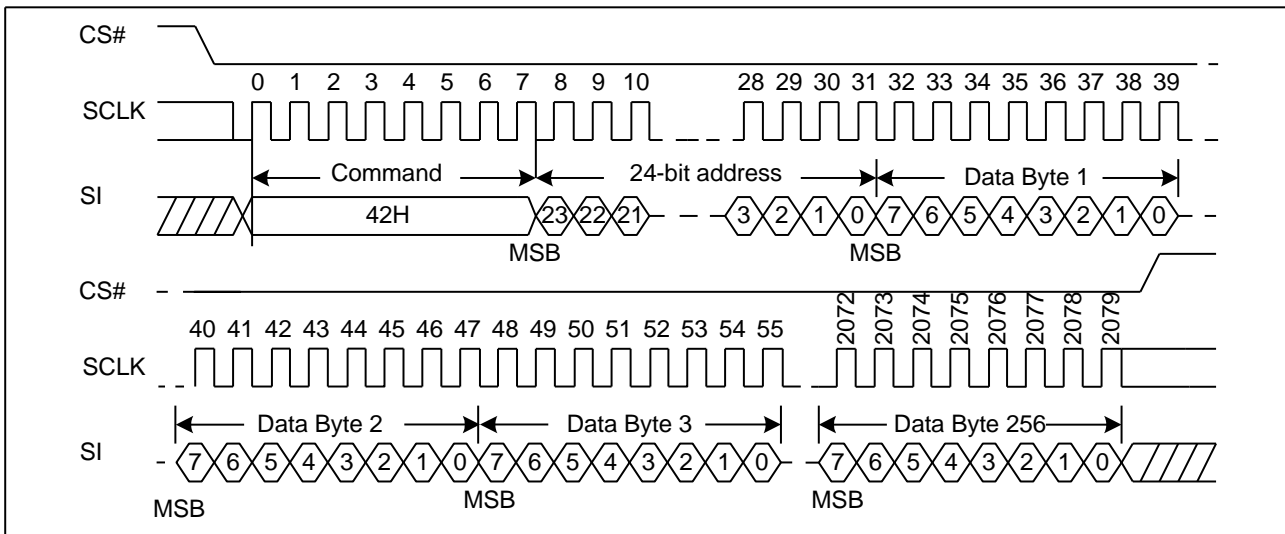 CS#
0 1 2 3 4 5 6 7 8 9 10 28 29 30 31 32 33 34 35 36 37 38 39
SCLK
Command 24-bit address Data Byte 1
SI
42H 23 22 21 3 2 1 0 7 6 5 4 3 2 1 0
MSB MSB
CS#
40 41 42 43 44 45 46 47 48 49 50 51 52 53 54 55 2072 2073 2074 2075 2076 2077 2078 2079
SCLK
Data Byte 2 Data Byte 3 Data Byte 256
SI
7 6 5 4 3 2 1 0 7 6 5 4 3 2 1 0 7 6 5 4 3 2 1 0
MSB MSB MSB